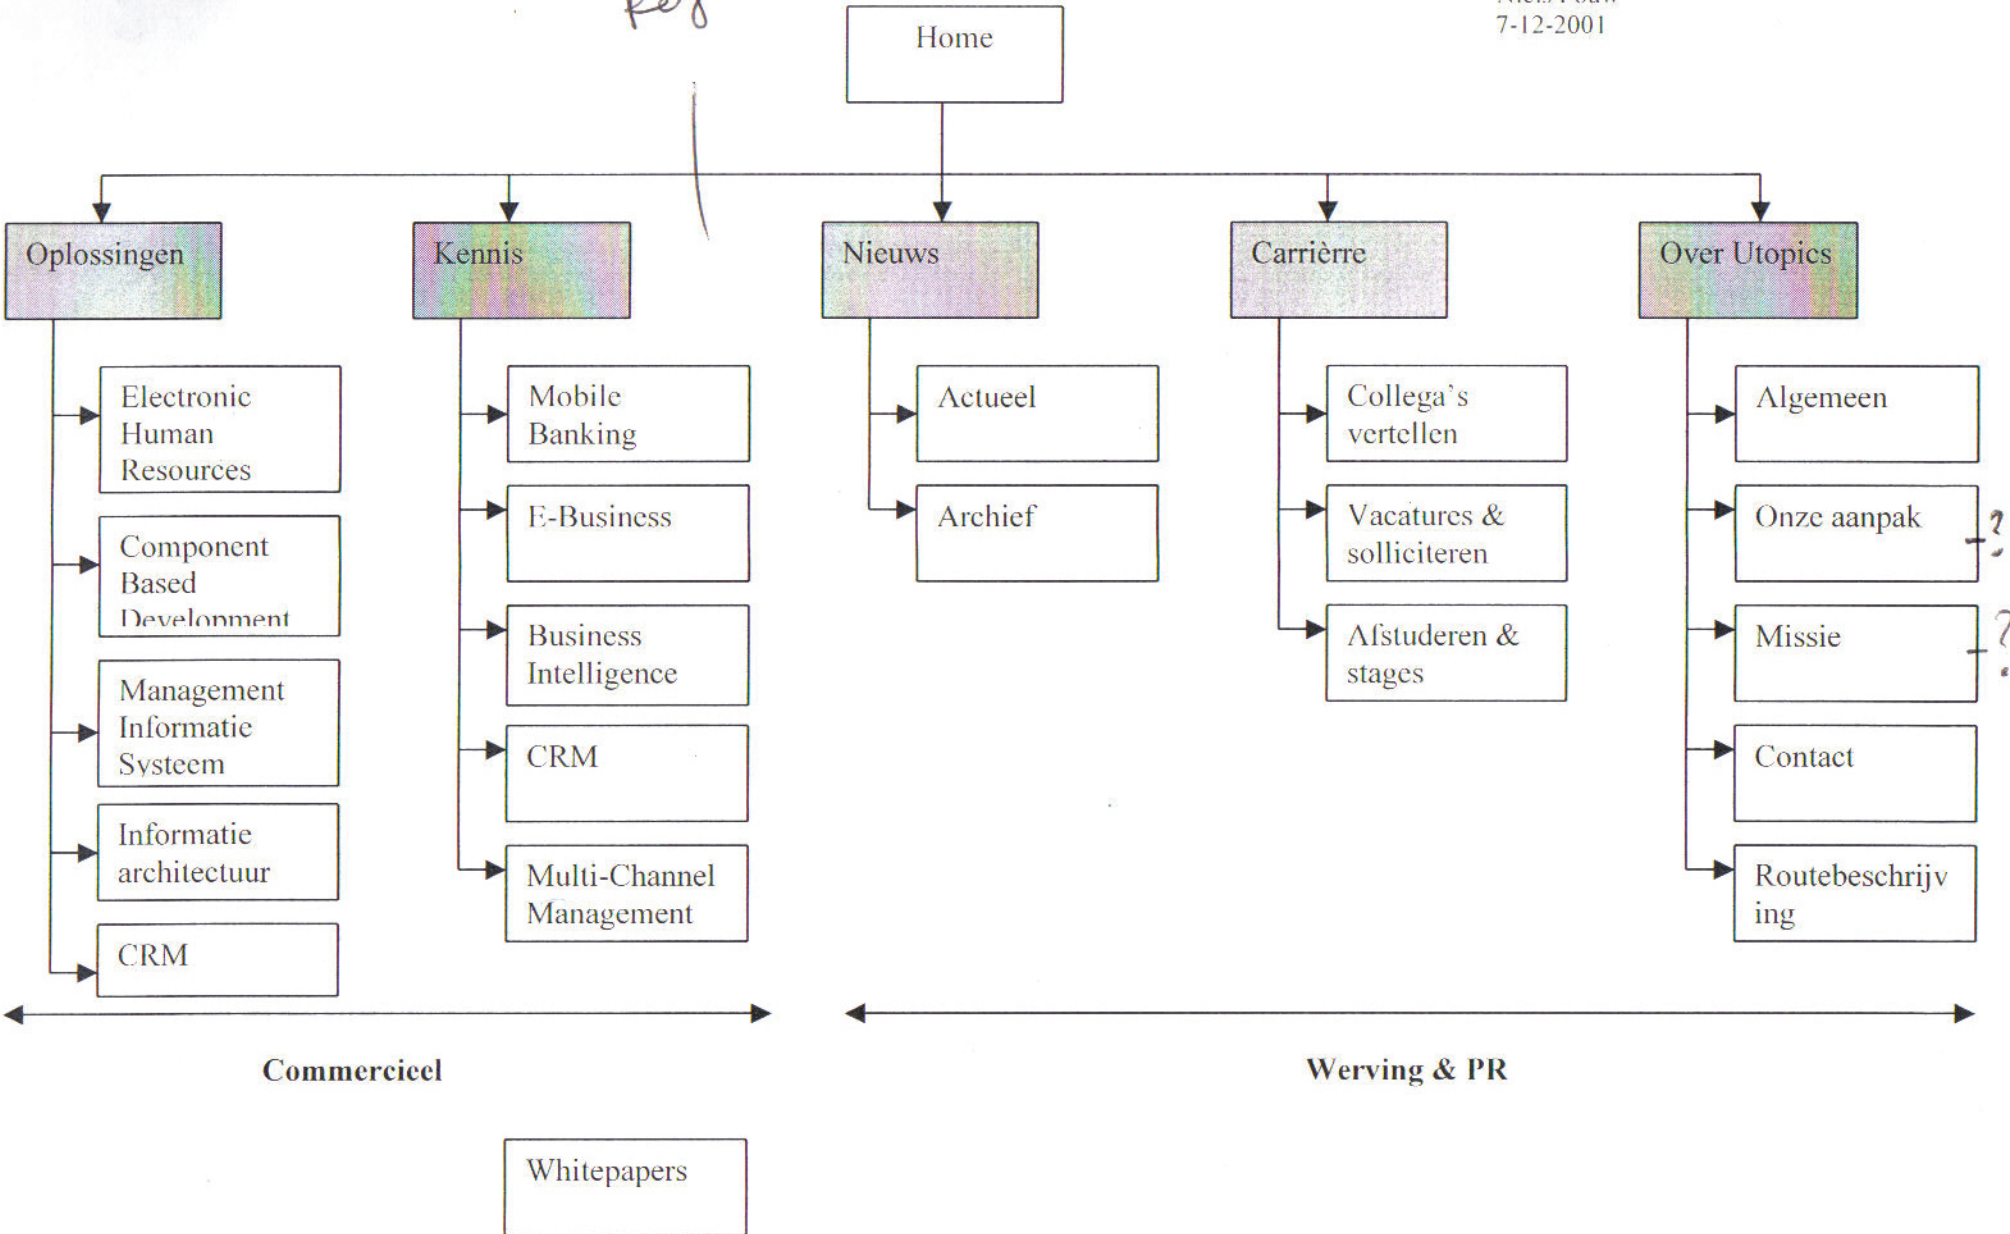 Home
7-12-2001
Oplossingen
Kennis
Nieuws
Carrièrre
Over Utopics
Electronic
Human
Resources
Component
Based
Development
Management
Informatie
Systeem
Informatie
architectuur
CRM
Mobile
Banking
E-Business
Business
Intelligence
CRM
Multi-Channel
Management
Actueel
Archief
Collega's
vertellen
Vacatures &
solliciteren
Afstuderen &
stages
Algemeen
Onze aanpak
-?
Missie
-?
Contact
Routebeschrijv
ing
Commercieel
Werving & PR
Whitepapers